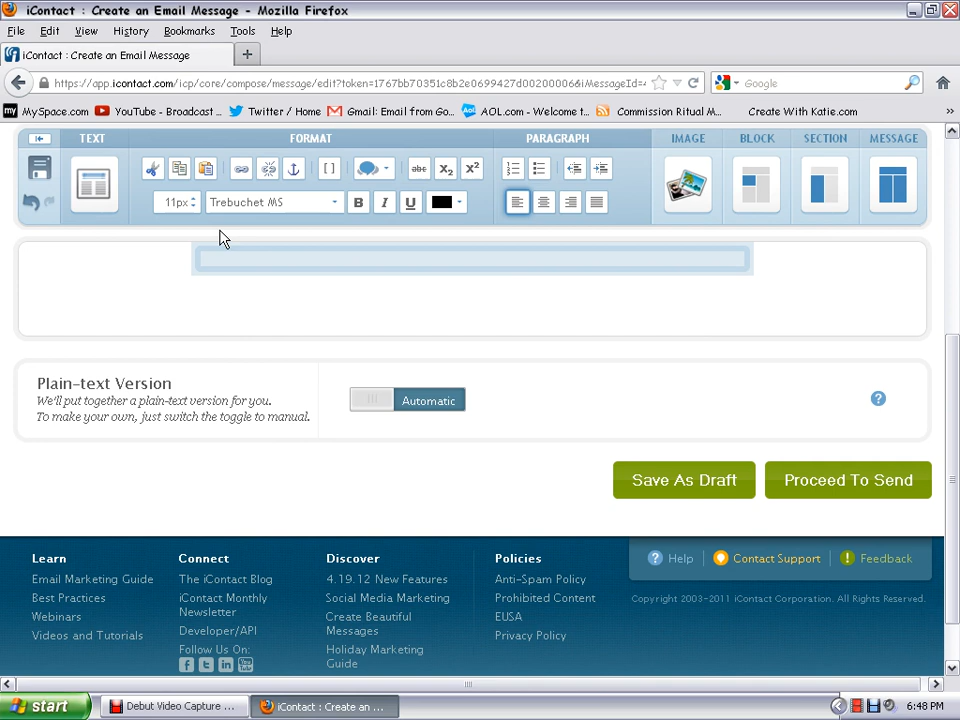 iContact : Create an Email Message - Mozilla Firefox
File Edit View History Bookmarks Tools Help
iContact : Create an Email Message
https://app.icontact.com/icp/core/compose/message/edit?token=1767bb70351c8b2e0699427d0020006&iMessageId=4
Google
MySpace.com YouTube - Broadcast ... Twitter / Home Gmail: Email from Go... AOL.com - Welcome t... Commission Ritual M... Create With Katie.com
TEXT FORMAT PARAGRAPH IMAGE BLOCK SECTION MESSAGE
abc X2 X2
11px Trebuchet MS B I U
Plain-text Version
We'll put together a plain-text version for you.
To make your own, just switch the toggle to manual.
Automatic
Save As Draft Proceed To Send
Learn
Email Marketing Guide
Best Practices
Webinars
Videos and Tutorials
Connect
The iContact Blog
iContact Monthly
Newsletter
Developer/API
Follow Us On:
Discover
4.19.12 New Features
Social Media Marketing
Create Beautiful
Messages
Holiday Marketing
Guide
Policies
Anti-Spam Policy
Prohibited Content
EUSA
Privacy Policy
Help Contact Support Feedback
Copyright 2003-2011 iContact Corporation. All Rights Reserved.
start Debut Video Capture ... iContact : Create an ... 6:48 PM